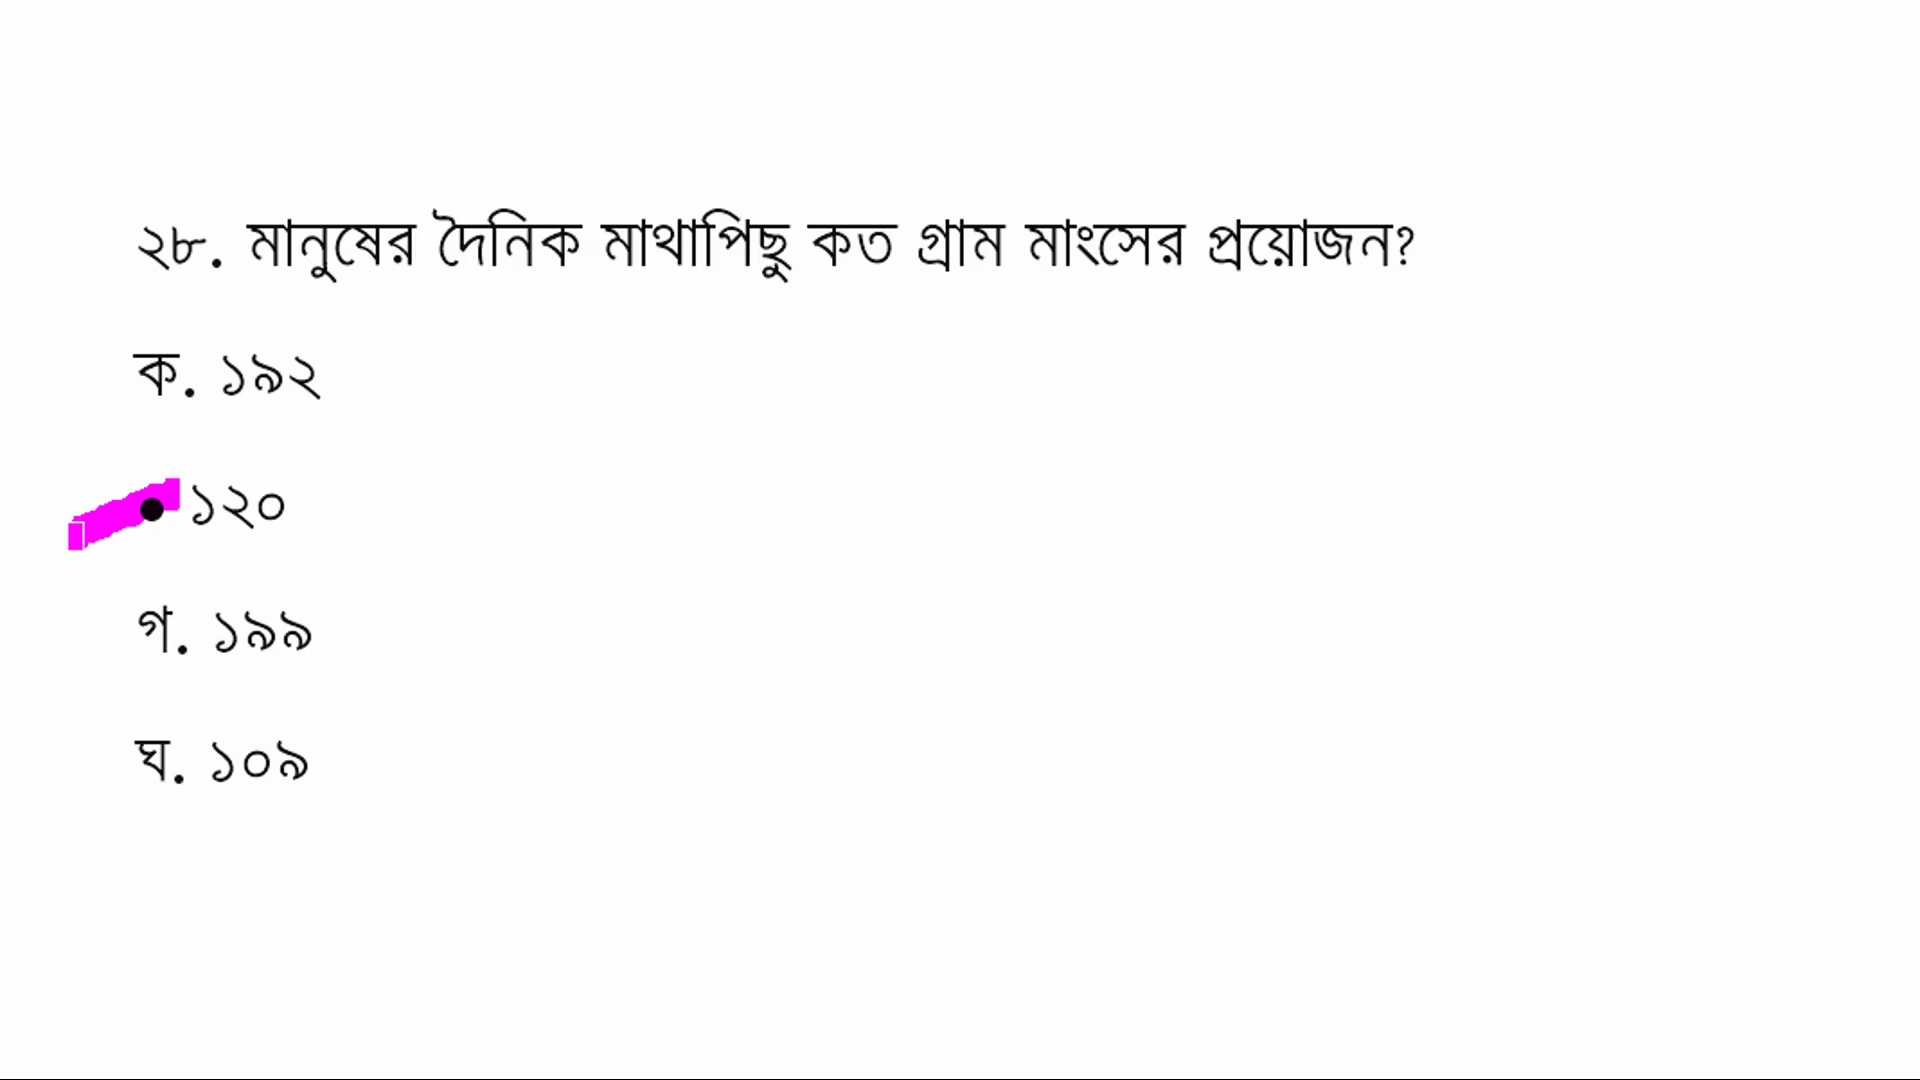 ২৮. মানুষের দৈনিক মাথাপিছু কত গ্রাম মাংসের প্রয়োজন?
ক. ১৯২
● ১২০
গ. ১৯৯
ঘ. ১০৯